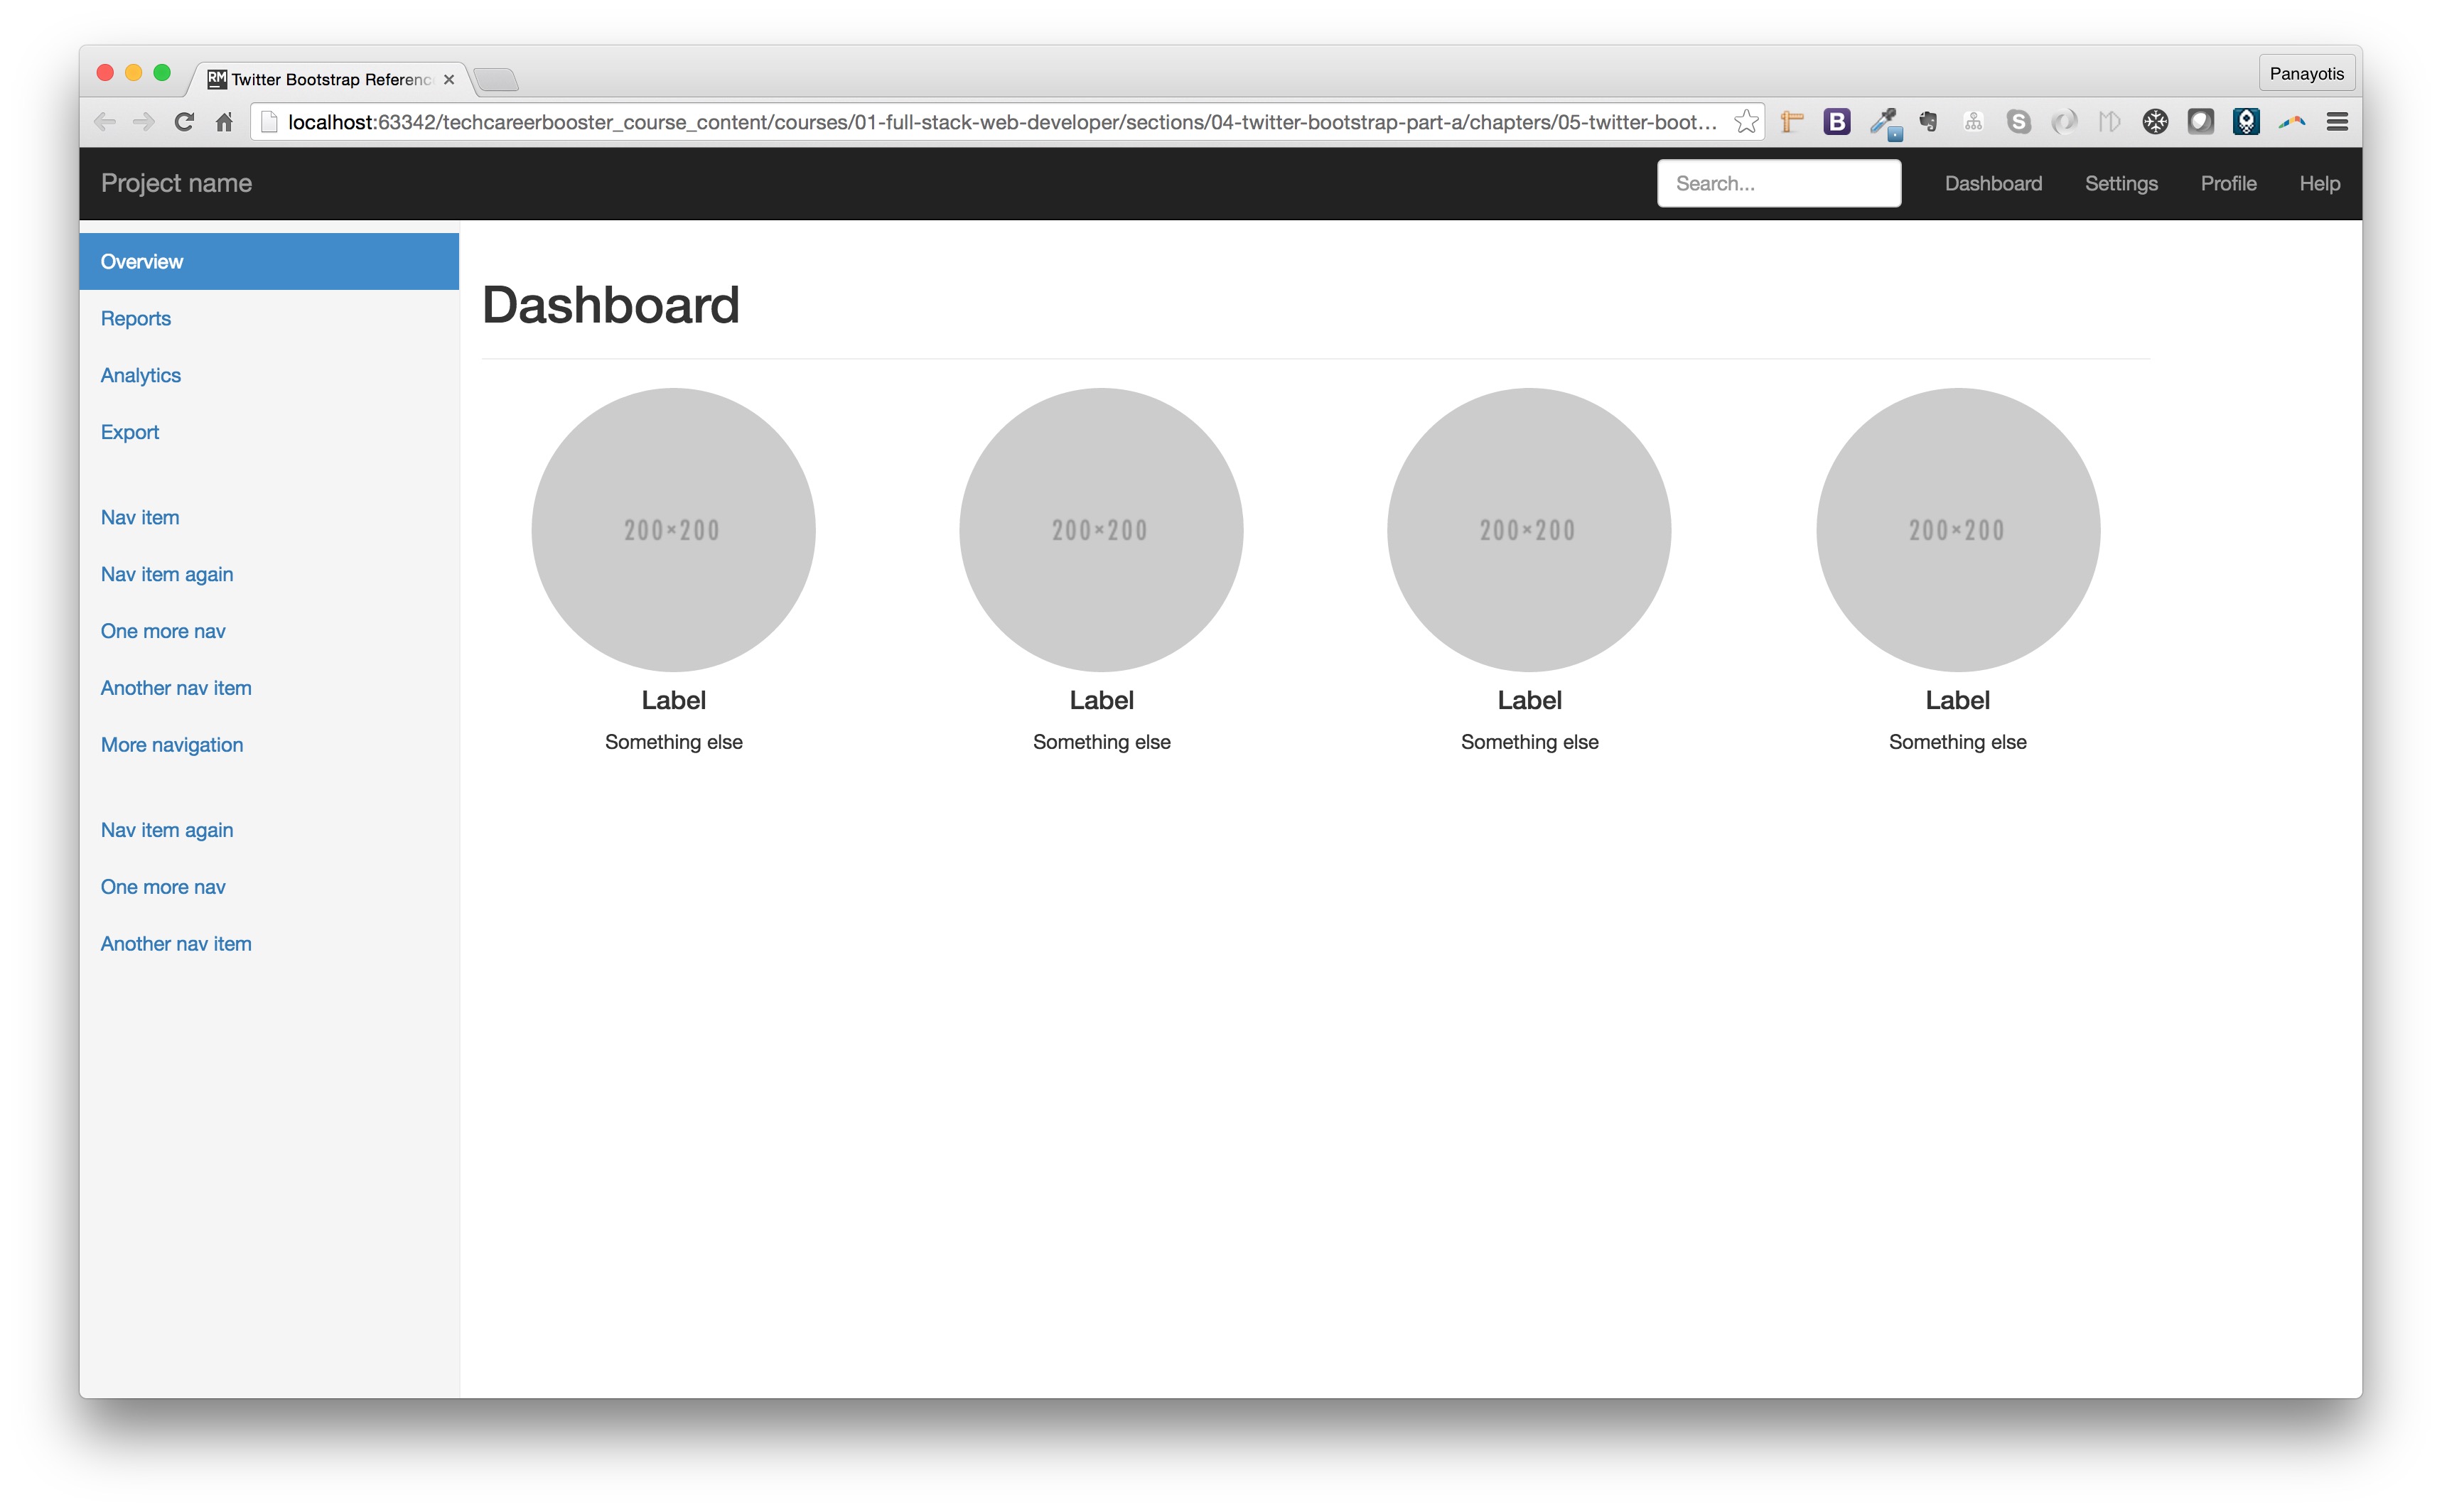 RM Twitter Bootstrap Referenc
Panayotis
localhost:63342/techcareerbooster_course_content/courses/01-full-stack-web-developer/sections/04-twitter-bootstrap-part-a/chapters/05-twitter-boot...
B
S
Project name
Search...
Dashboard
Settings
Profile
Help
Overview
Reports
Analytics
Export
Nav item
Nav item again
One more nav
Another nav item
More navigation
Nav item again
One more nav
Another nav item
Dashboard
200×200
200×200
200×200
200×200
Label
Label
Label
Label
Something else
Something else
Something else
Something else